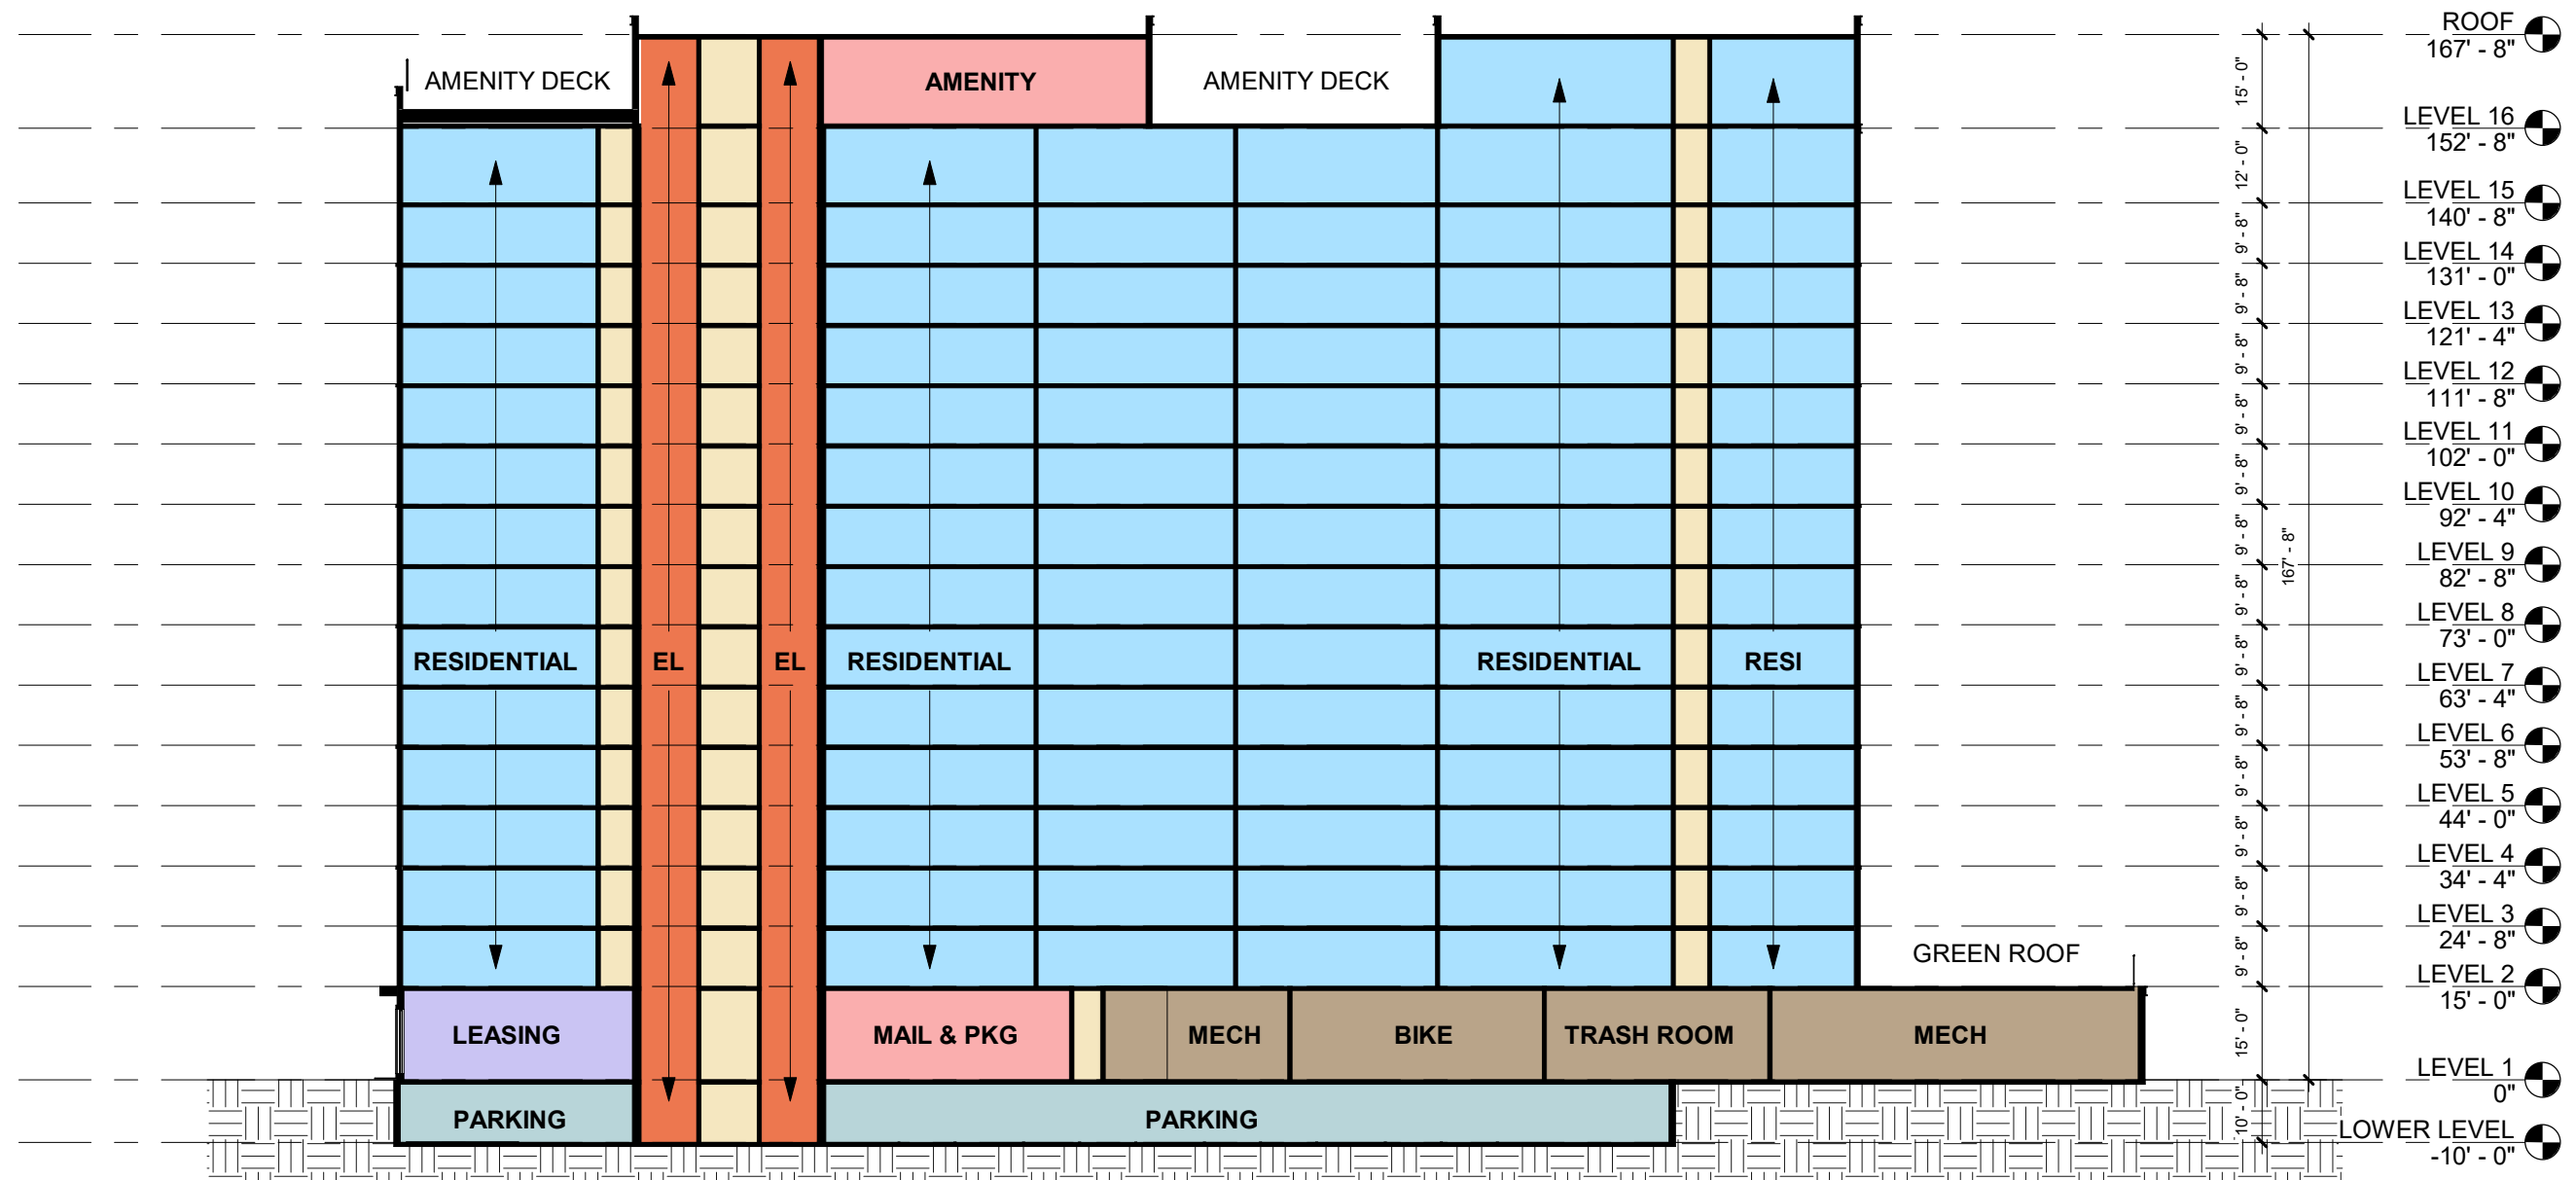 ROOF
167' - 8"
AMENITY DECK
AMENITY
AMENITY DECK
15' - 0"
LEVEL 16
152' - 8"
12' - 0"
LEVEL 15
140' - 8"
9' - 8"
LEVEL 14
131' - 0"
9' - 8"
LEVEL 13
121' - 4"
9' - 8"
LEVEL 12
111' - 8"
9' - 8"
LEVEL 11
102' - 0"
9' - 8"
LEVEL 10
92' - 4"
9' - 8"
167' - 8"
LEVEL 9
82' - 8"
9' - 8"
LEVEL 8
73' - 0"
RESIDENTIAL
EL
EL
RESIDENTIAL
RESIDENTIAL
RESI
9' - 8"
LEVEL 7
63' - 4"
9' - 8"
LEVEL 6
53' - 8"
9' - 8"
LEVEL 5
44' - 0"
9' - 8"
LEVEL 4
34' - 4"
9' - 8"
LEVEL 3
24' - 8"
GREEN ROOF
9' - 8"
LEVEL 2
15' - 0"
LEASING
MAIL & PKG
MECH
BIKE
TRASH ROOM
MECH
15' - 0"
LEVEL 1
0"
PARKING
PARKING
10' - 0"
LOWER LEVEL
-10' - 0"